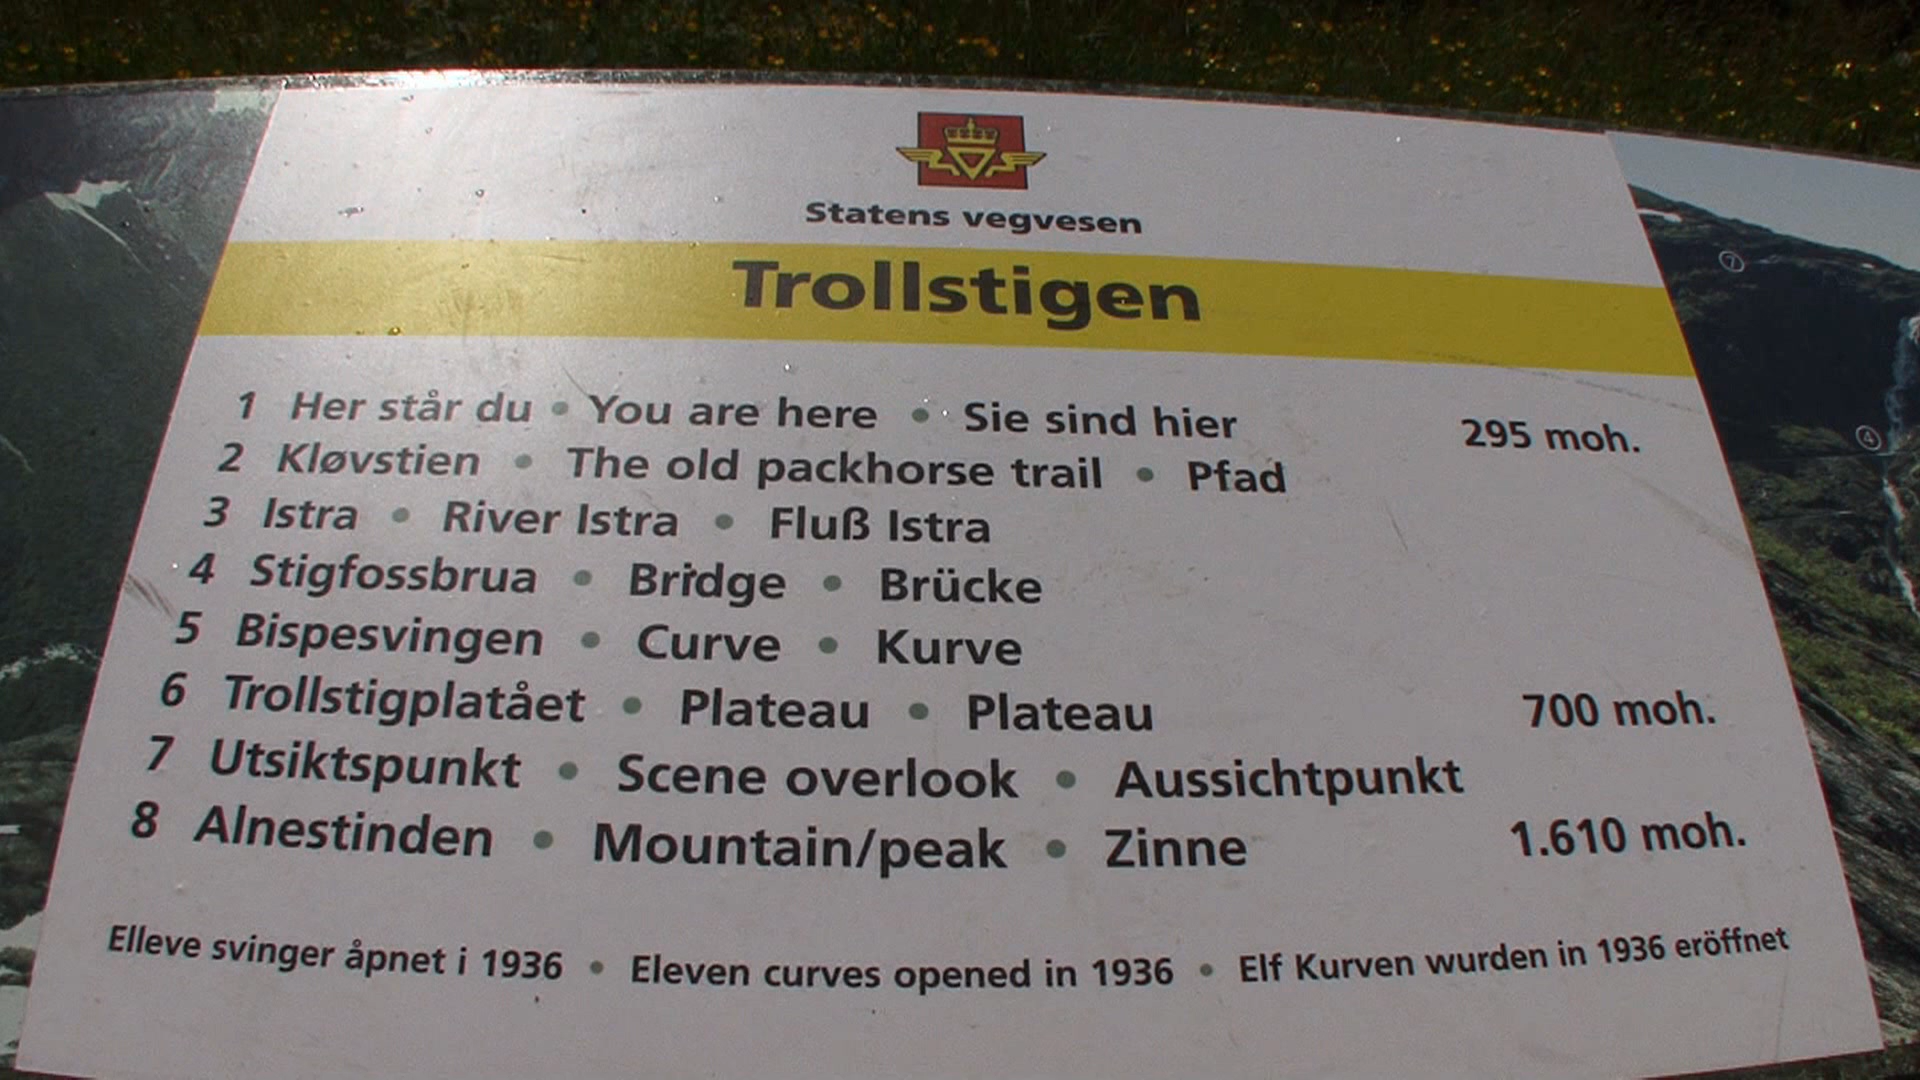 Statens vegvesen
Trollstigen
1 Her står du • You are here • Sie sind hier 295 moh.
2 Kløvstien • The old packhorse trail • Pfad
3 Istra • River Istra • Fluß Istra
4 Stigfossbrua • Bridge • Brücke
5 Bispesvingen • Curve • Kurve
6 Trollstigplatået • Plateau • Plateau 700 moh.
7 Utsiktspunkt • Scene overlook • Aussichtpunkt
8 Alnestinden • Mountain/peak • Zinne 1.610 moh.
Elleve svinger åpnet i 1936 • Eleven curves opened in 1936 • Elf Kurven wurden in 1936 eröffnet
7
4